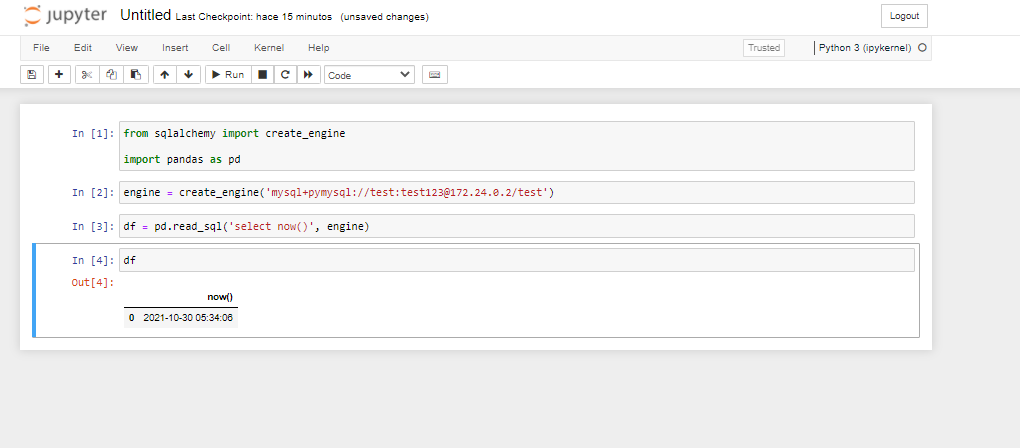 jupyter Untitled Last Checkpoint: hace 15 minutos (unsaved changes) Logout
File Edit View Insert Cell Kernel Help Trusted Python 3 (ipykernel)
Run Code
In [1]: from sqlalchemy import create_engine
import pandas as pd
In [2]: engine = create_engine('mysql+pymysql://test:test123@172.24.0.2/test')
In [3]: df = pd.read_sql('select now()', engine)
In [4]: df
Out[4]:
now()
0 2021-10-30 05:34:06